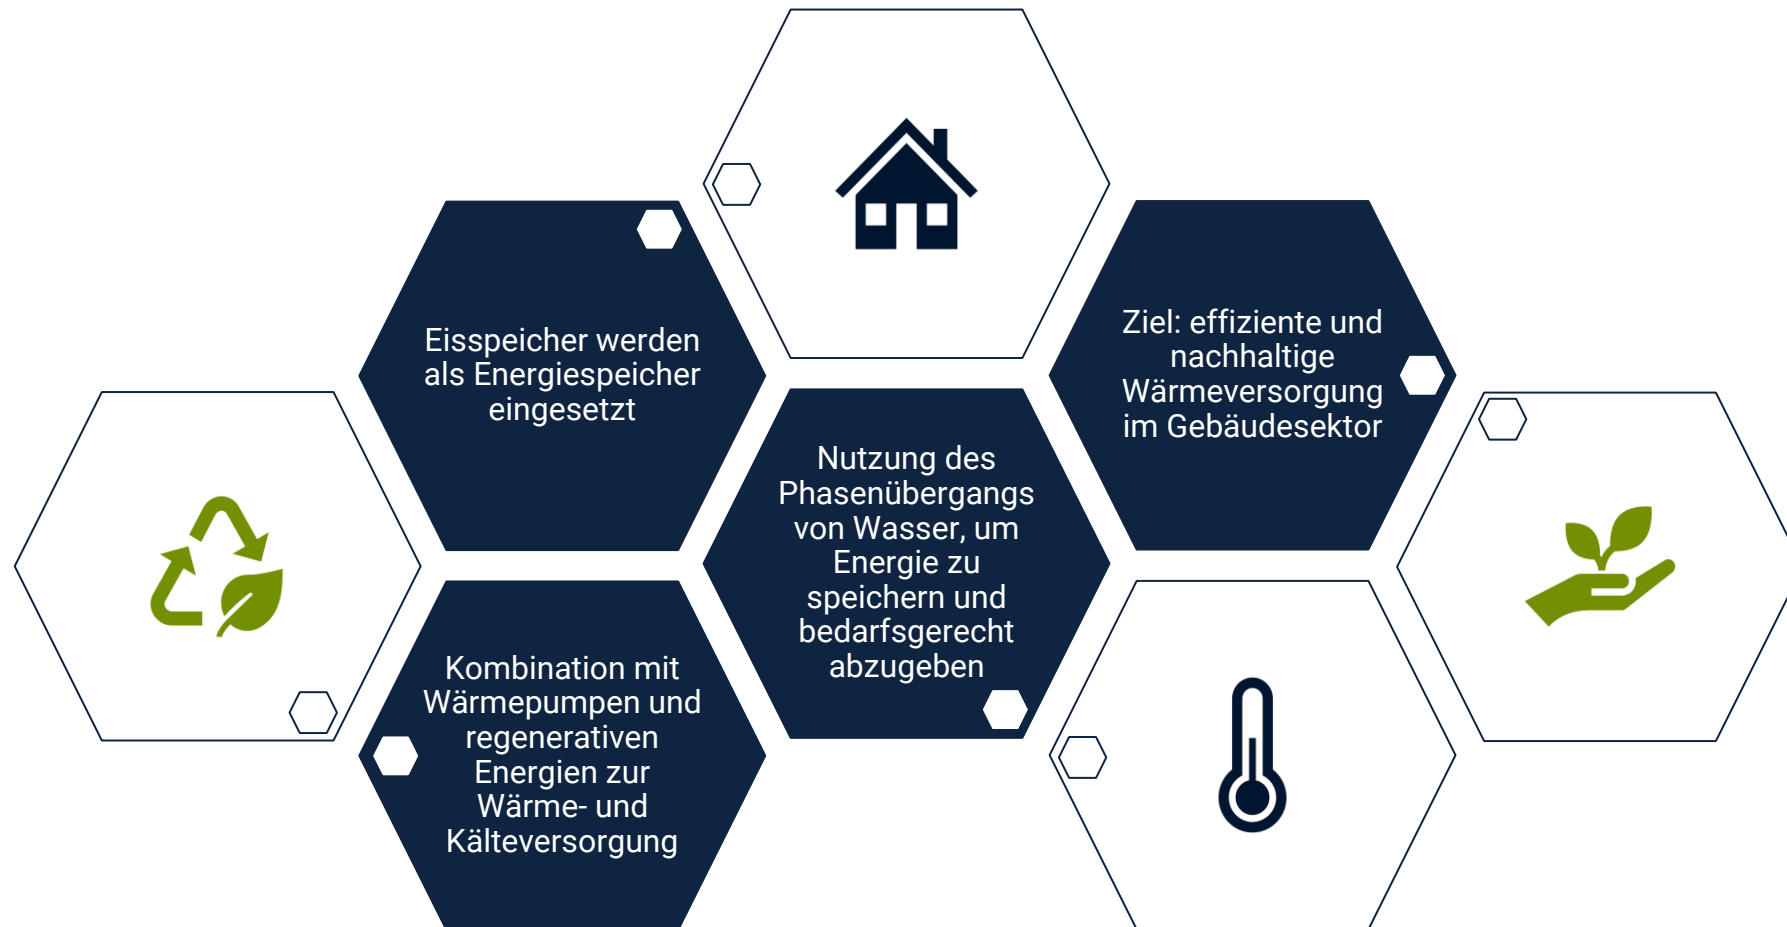 Eisspeicher werden
als Energiespeicher
eingesetzt
Kombination mit
Wärmepumpen und
regenerativen
Energien zur
Wärme- und
Kälteversorgung
Nutzung des
Phasenübergangs
von Wasser, um
Energie zu
speichern und
bedarfsgerecht
abzugeben
Ziel: effiziente und
nachhaltige
Wärmeversorgung
im Gebäudesektor